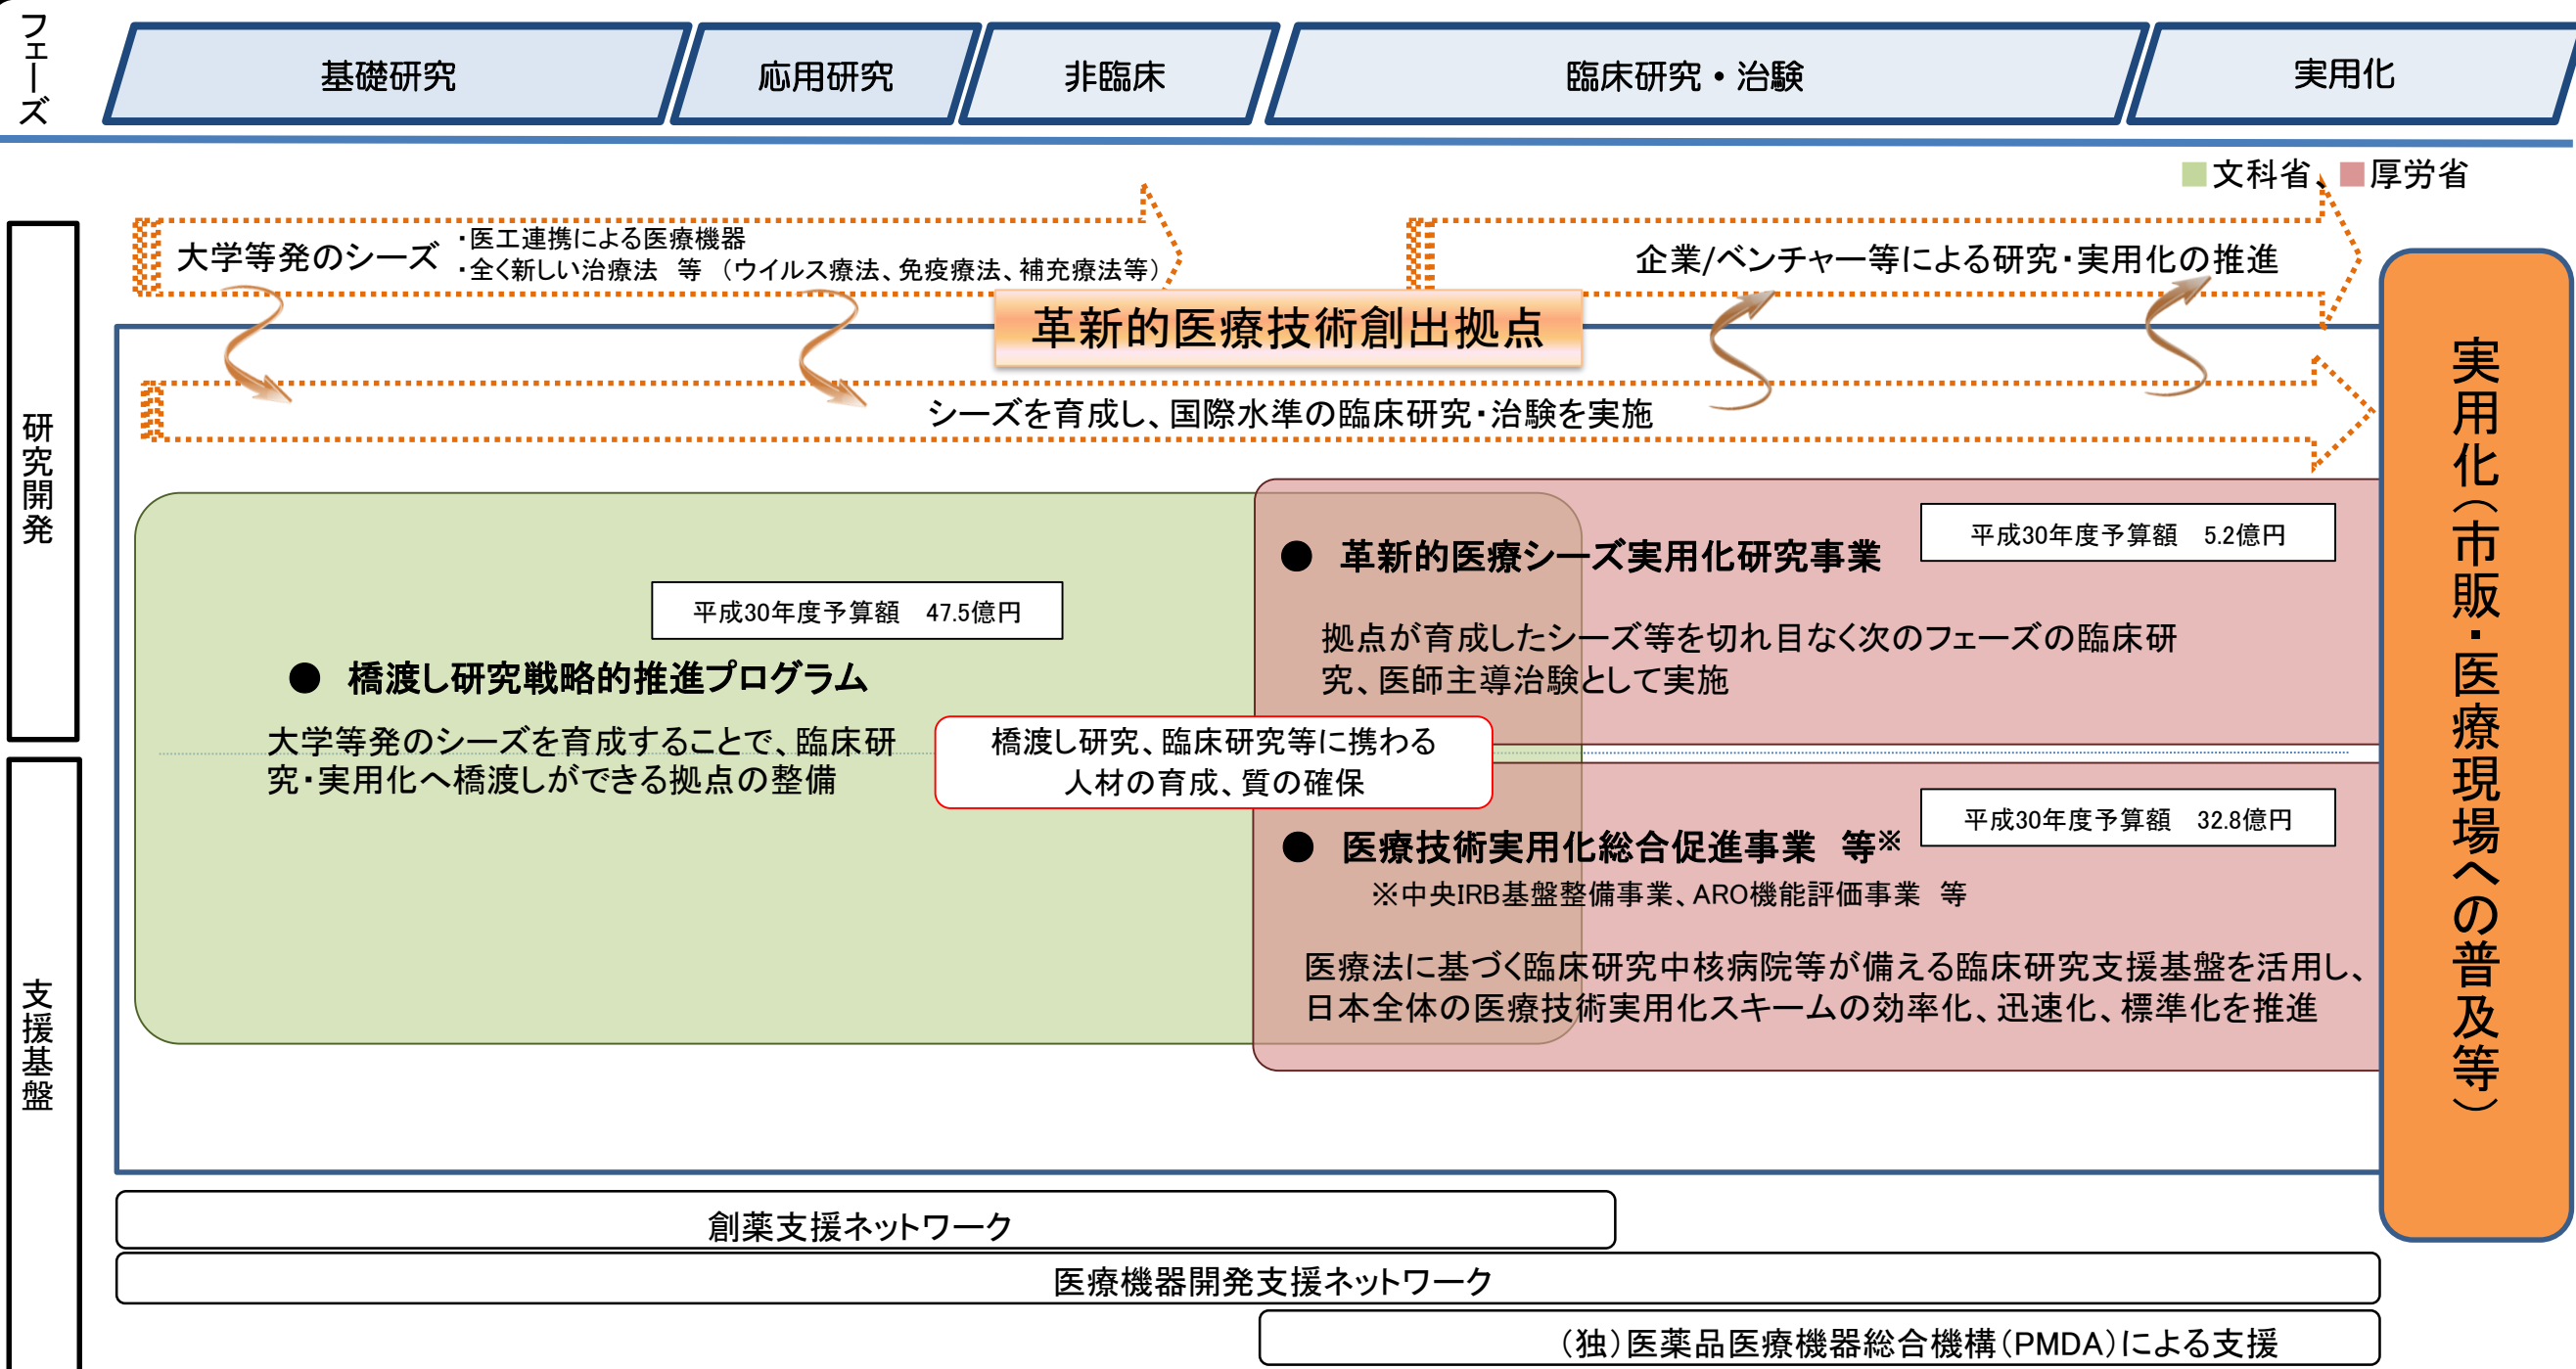 フェーズ
基礎研究
応用研究
非臨床
臨床研究・治験
実用化
文科省、
厚労省
研究開発
大学等発のシーズ
・医工連携による医療機器
・全く新しい治療法　等　（ウイルス療法、免疫療法、補充療法等）
企業/ベンチャー等による研究・実用化の推進
革新的医療技術創出拠点
シーズを育成し、国際水準の臨床研究・治験を実施
平成30年度予算額　47.5億円
● 橋渡し研究戦略的推進プログラム
大学等発のシーズを育成することで、臨床研
究・実用化へ橋渡しができる拠点の整備
平成30年度予算額　5.2億円
● 革新的医療シーズ実用化研究事業
拠点が育成したシーズ等を切れ目なく次のフェーズの臨床研
究、医師主導治験として実施
橋渡し研究、臨床研究等に携わる
人材の育成、質の確保
支援基盤
平成30年度予算額　32.8億円
● 医療技術実用化総合促進事業　等※
※中央IRB基盤整備事業、ARO機能評価事業　等
医療法に基づく臨床研究中核病院等が備える臨床研究支援基盤を活用し、
日本全体の医療技術実用化スキームの効率化、迅速化、標準化を推進
実用化（市販・医療現場への普及等）
創薬支援ネットワーク
医療機器開発支援ネットワーク
（独）医薬品医療機器総合機構（PMDA）による支援